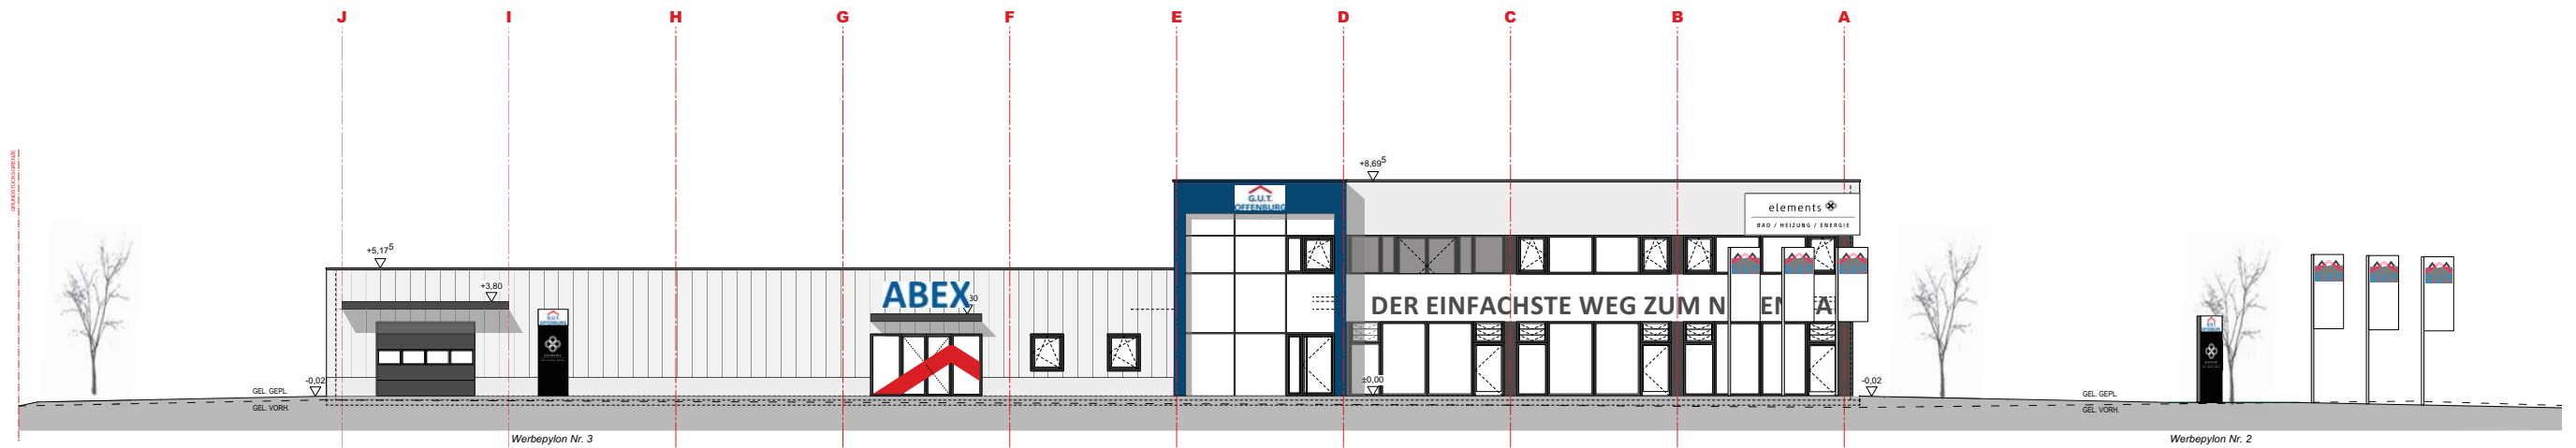 J I H G F E D C B A
GRUNDSTÜCKSGRENZE
+8,69⁵
G.U.T.
OFFENBURG
elements
BAD / HEIZUNG / ENERGIE
+5,17⁵
+3,80
ABEX
30
DER EINFACHSTE WEG ZUM N EN A
G.U.T.
OFFENBURG
-0,02
±0,00
-0,02
GEL. GEPL.
GEL. VORH.
GEL. GEPL.
GEL. VORH.
Werbepylon Nr. 3
Werbepylon Nr. 2